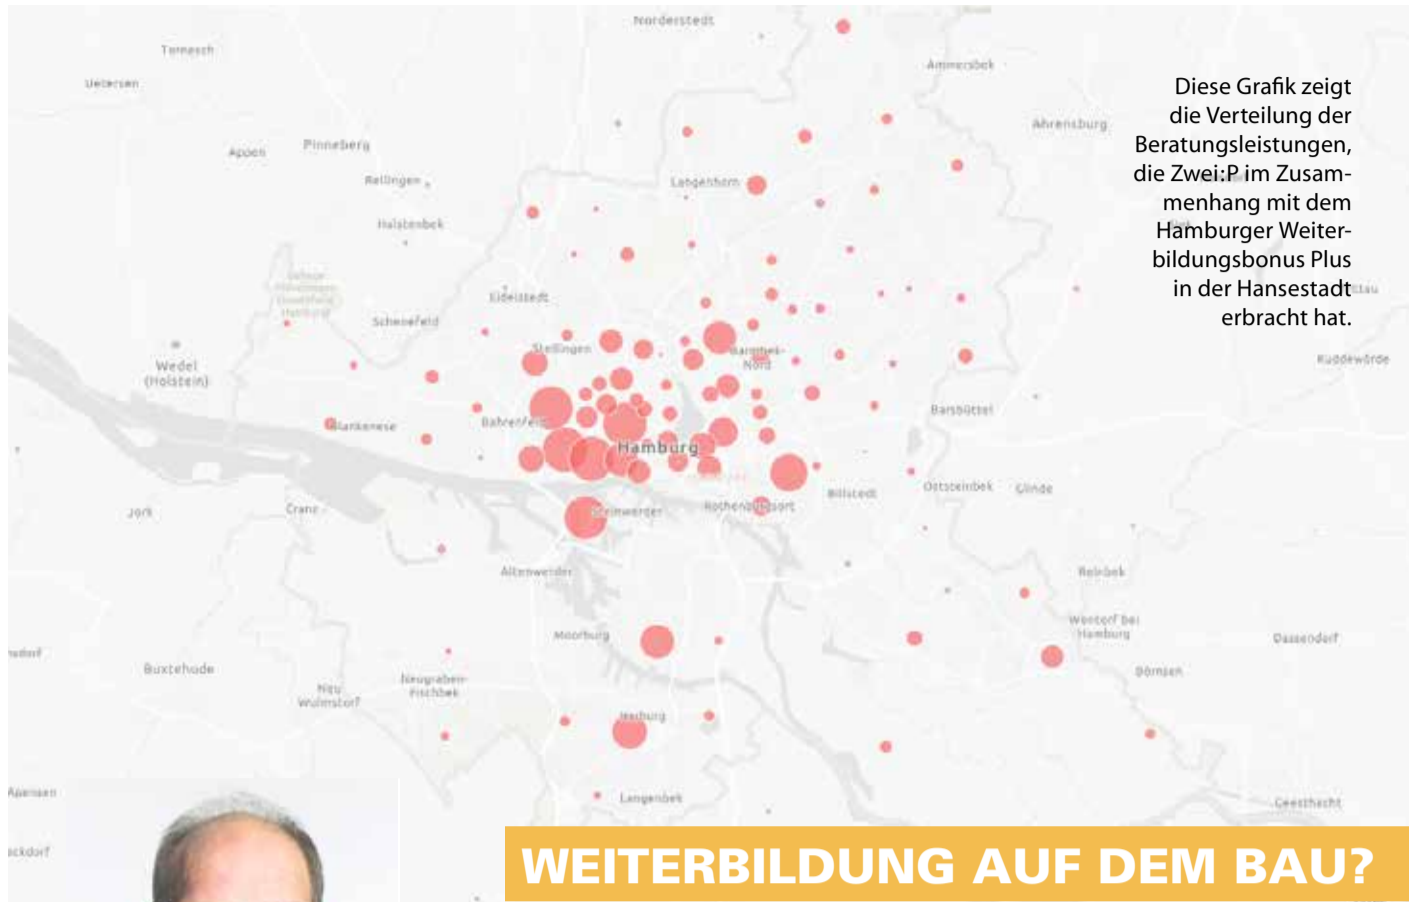 Norderstedt
Tornesch
Uetersen
Ammersbek
Diese Grafik zeigt
die Verteilung der
Beratungsleistungen,
die Zwei:P im Zusam-
menhang mit dem
Hamburger Weiter-
bildungsbonus Plus
in der Hansestadt
erbracht hat.
Ahrensburg
Appen
Pinneberg
Rellingen
Langenhorn
Halstenbek
Eidelstedt
Schenefeld
Stellingen
Barmbek-
Nord
Kuddewörde
Wedel
(Holstein)
Blankenese
Bahrenfeld
Barsbüttel
Hamburg
Billstedt
Oststeinbek
Glinde
Jork
Cranz
Steinwerder
Rothenburgsort
Altenwerder
Reinbek
Moorburg
Wentorf bei
Hamburg
Dassendorf
Buxtehude
Neugraben-
Fischbek
Börnsen
Neu
Wulmstorf
Harburg
Apensen
Langenbek
Geesthacht
WEITERBILDUNG AUF DEM BAU?